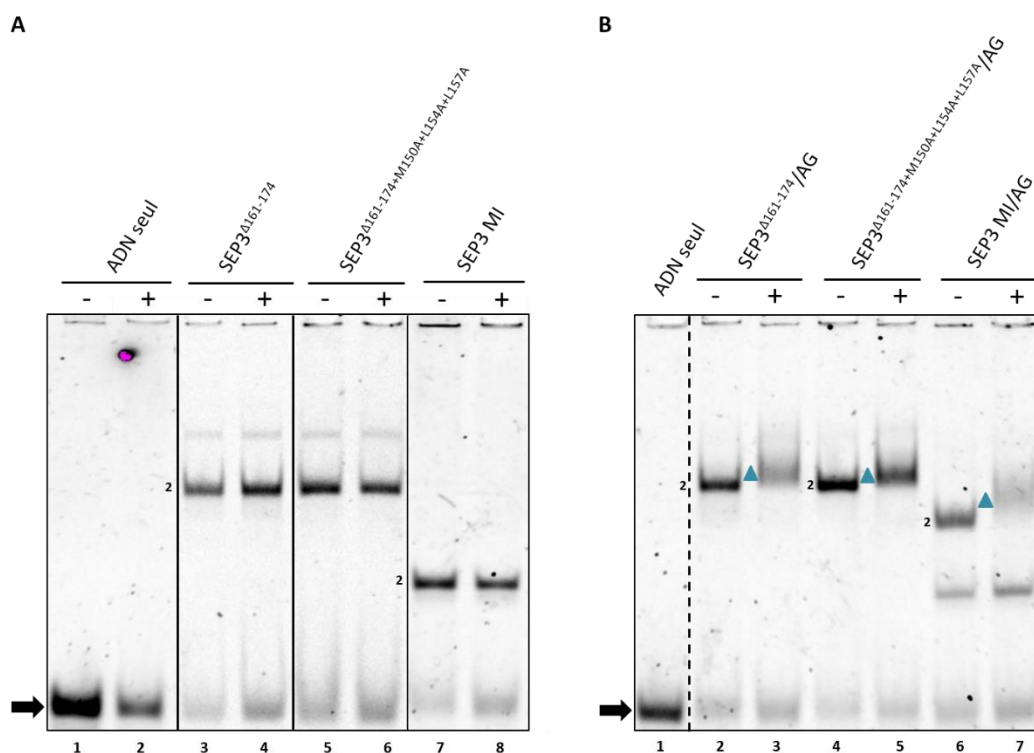 A
ADN seul
SEP3Δ161-174
SEP3Δ161-174+M150A+L154A+L157A
SEP3 MI
- + - + - + - +
2
2
1 2 3 4 5 6 7 8
B
ADN seul
SEP3Δ161-174/AG
SEP3Δ161-174+M150A+L154A+L157A/AG
SEP3 MI/AG
- + - + - +
2
2
2
1 2 3 4 5 6 7